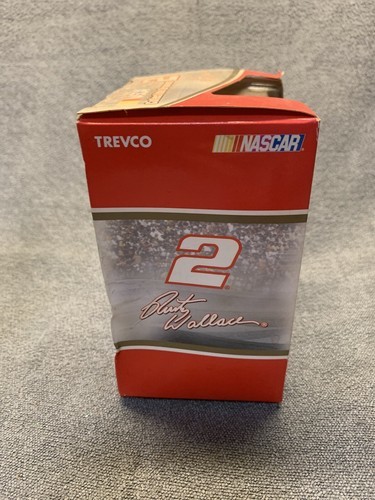 TREVCO
NASCAR
2
Rusty
Wallace